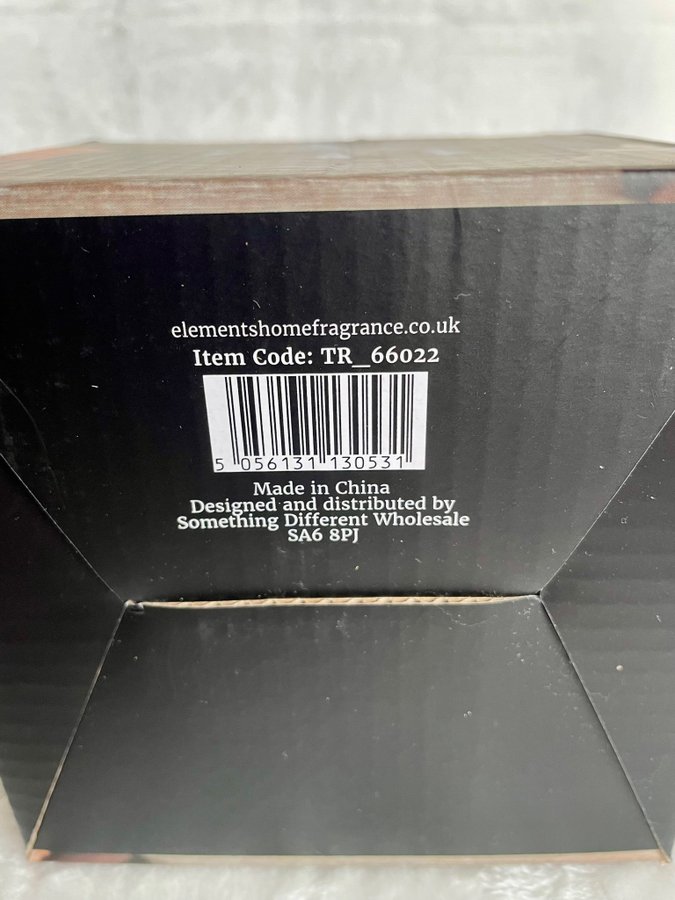 elementshomefragrance.co.uk
Item Code: TR_66022
5 056131 130531
Made in China
Designed and distributed by
Something Different Wholesale
SA6 8PJ